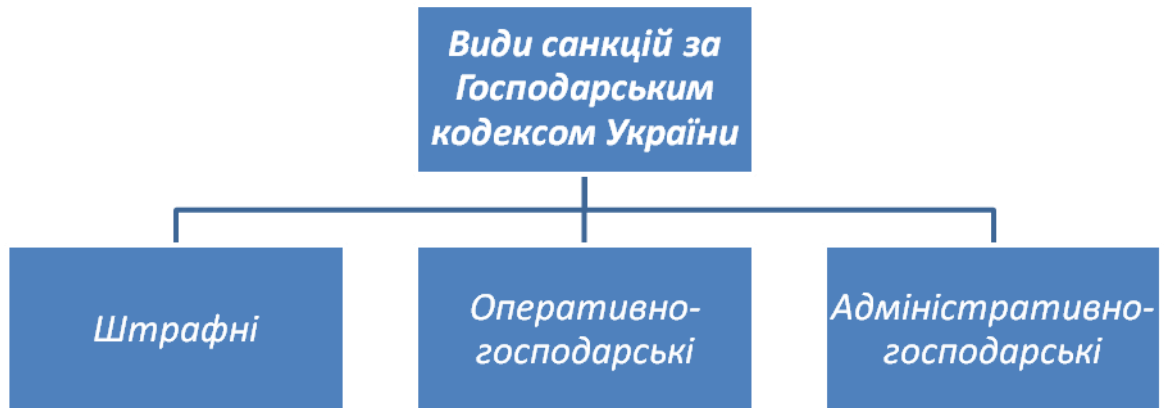 Види санкцій за
Господарським
кодексом України
Штрафні
Оперативно-
господарські
Адміністративно-
господарські